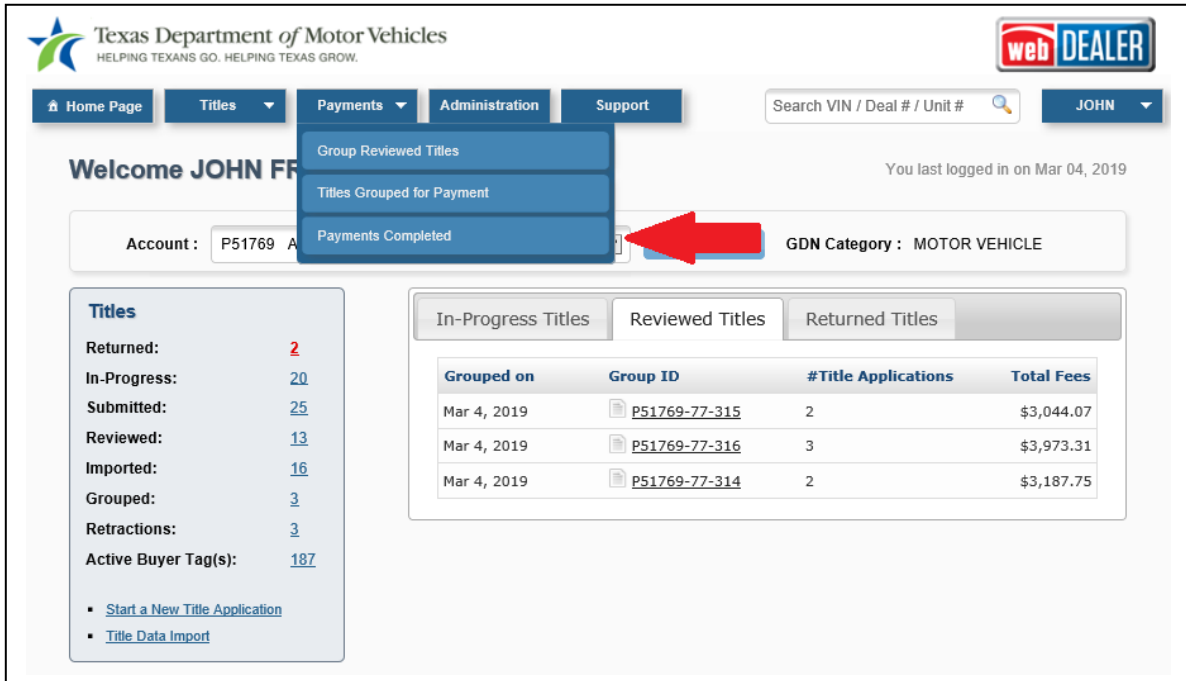 Texas Department of Motor Vehicles
HELPING TEXANS GO. HELPING TEXAS GROW.
web DEALER
Home Page Titles Payments Administration Support Search VIN / Deal # / Unit # JOHN
Group Reviewed Titles
Titles Grouped for Payment
Payments Completed
Welcome JOHN FR
You last logged in on Mar 04, 2019
Account : P51769 A
GDN Category : MOTOR VEHICLE
Titles
Returned: 2
In-Progress: 20
Submitted: 25
Reviewed: 13
Imported: 16
Grouped: 3
Retractions: 3
Active Buyer Tag(s): 187
Start a New Title Application
Title Data Import
In-Progress Titles Reviewed Titles Returned Titles
Grouped on Group ID #Title Applications Total Fees
Mar 4, 2019 P51769-77-315 2 $3,044.07
Mar 4, 2019 P51769-77-316 3 $3,973.31
Mar 4, 2019 P51769-77-314 2 $3,187.75